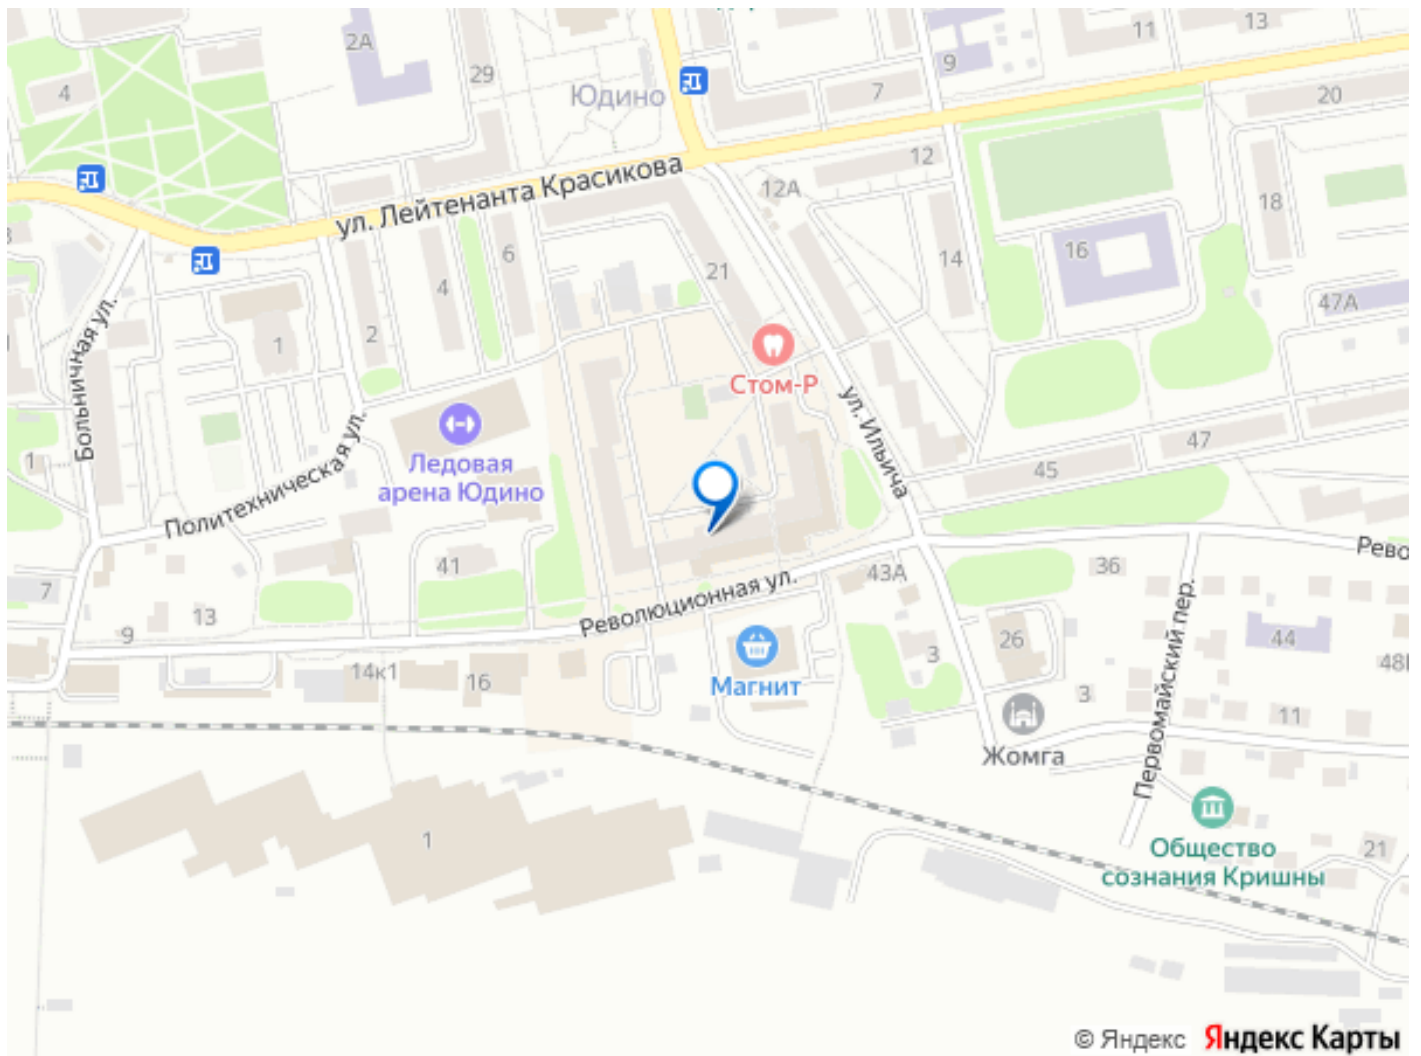 2А
11
13
4
29
Юдино
9
7
20
ул. Лейтенанта Красикова
12
12А
18
6
21
14
16
4
47А
2
1
Больничная ул.
Стом-Р
ул. Ильича
47
45
1
Ледовая
арена Юдино
Политехническая ул.
41
Революционная ул.
43А
36
Рево
7
13
9
26
44
3
48
14к1
16
Магнит
3
11
Первомайский пер.
Жомга
1
Общество
сознания Кришны
21
© Яндекс Яндекс Карты